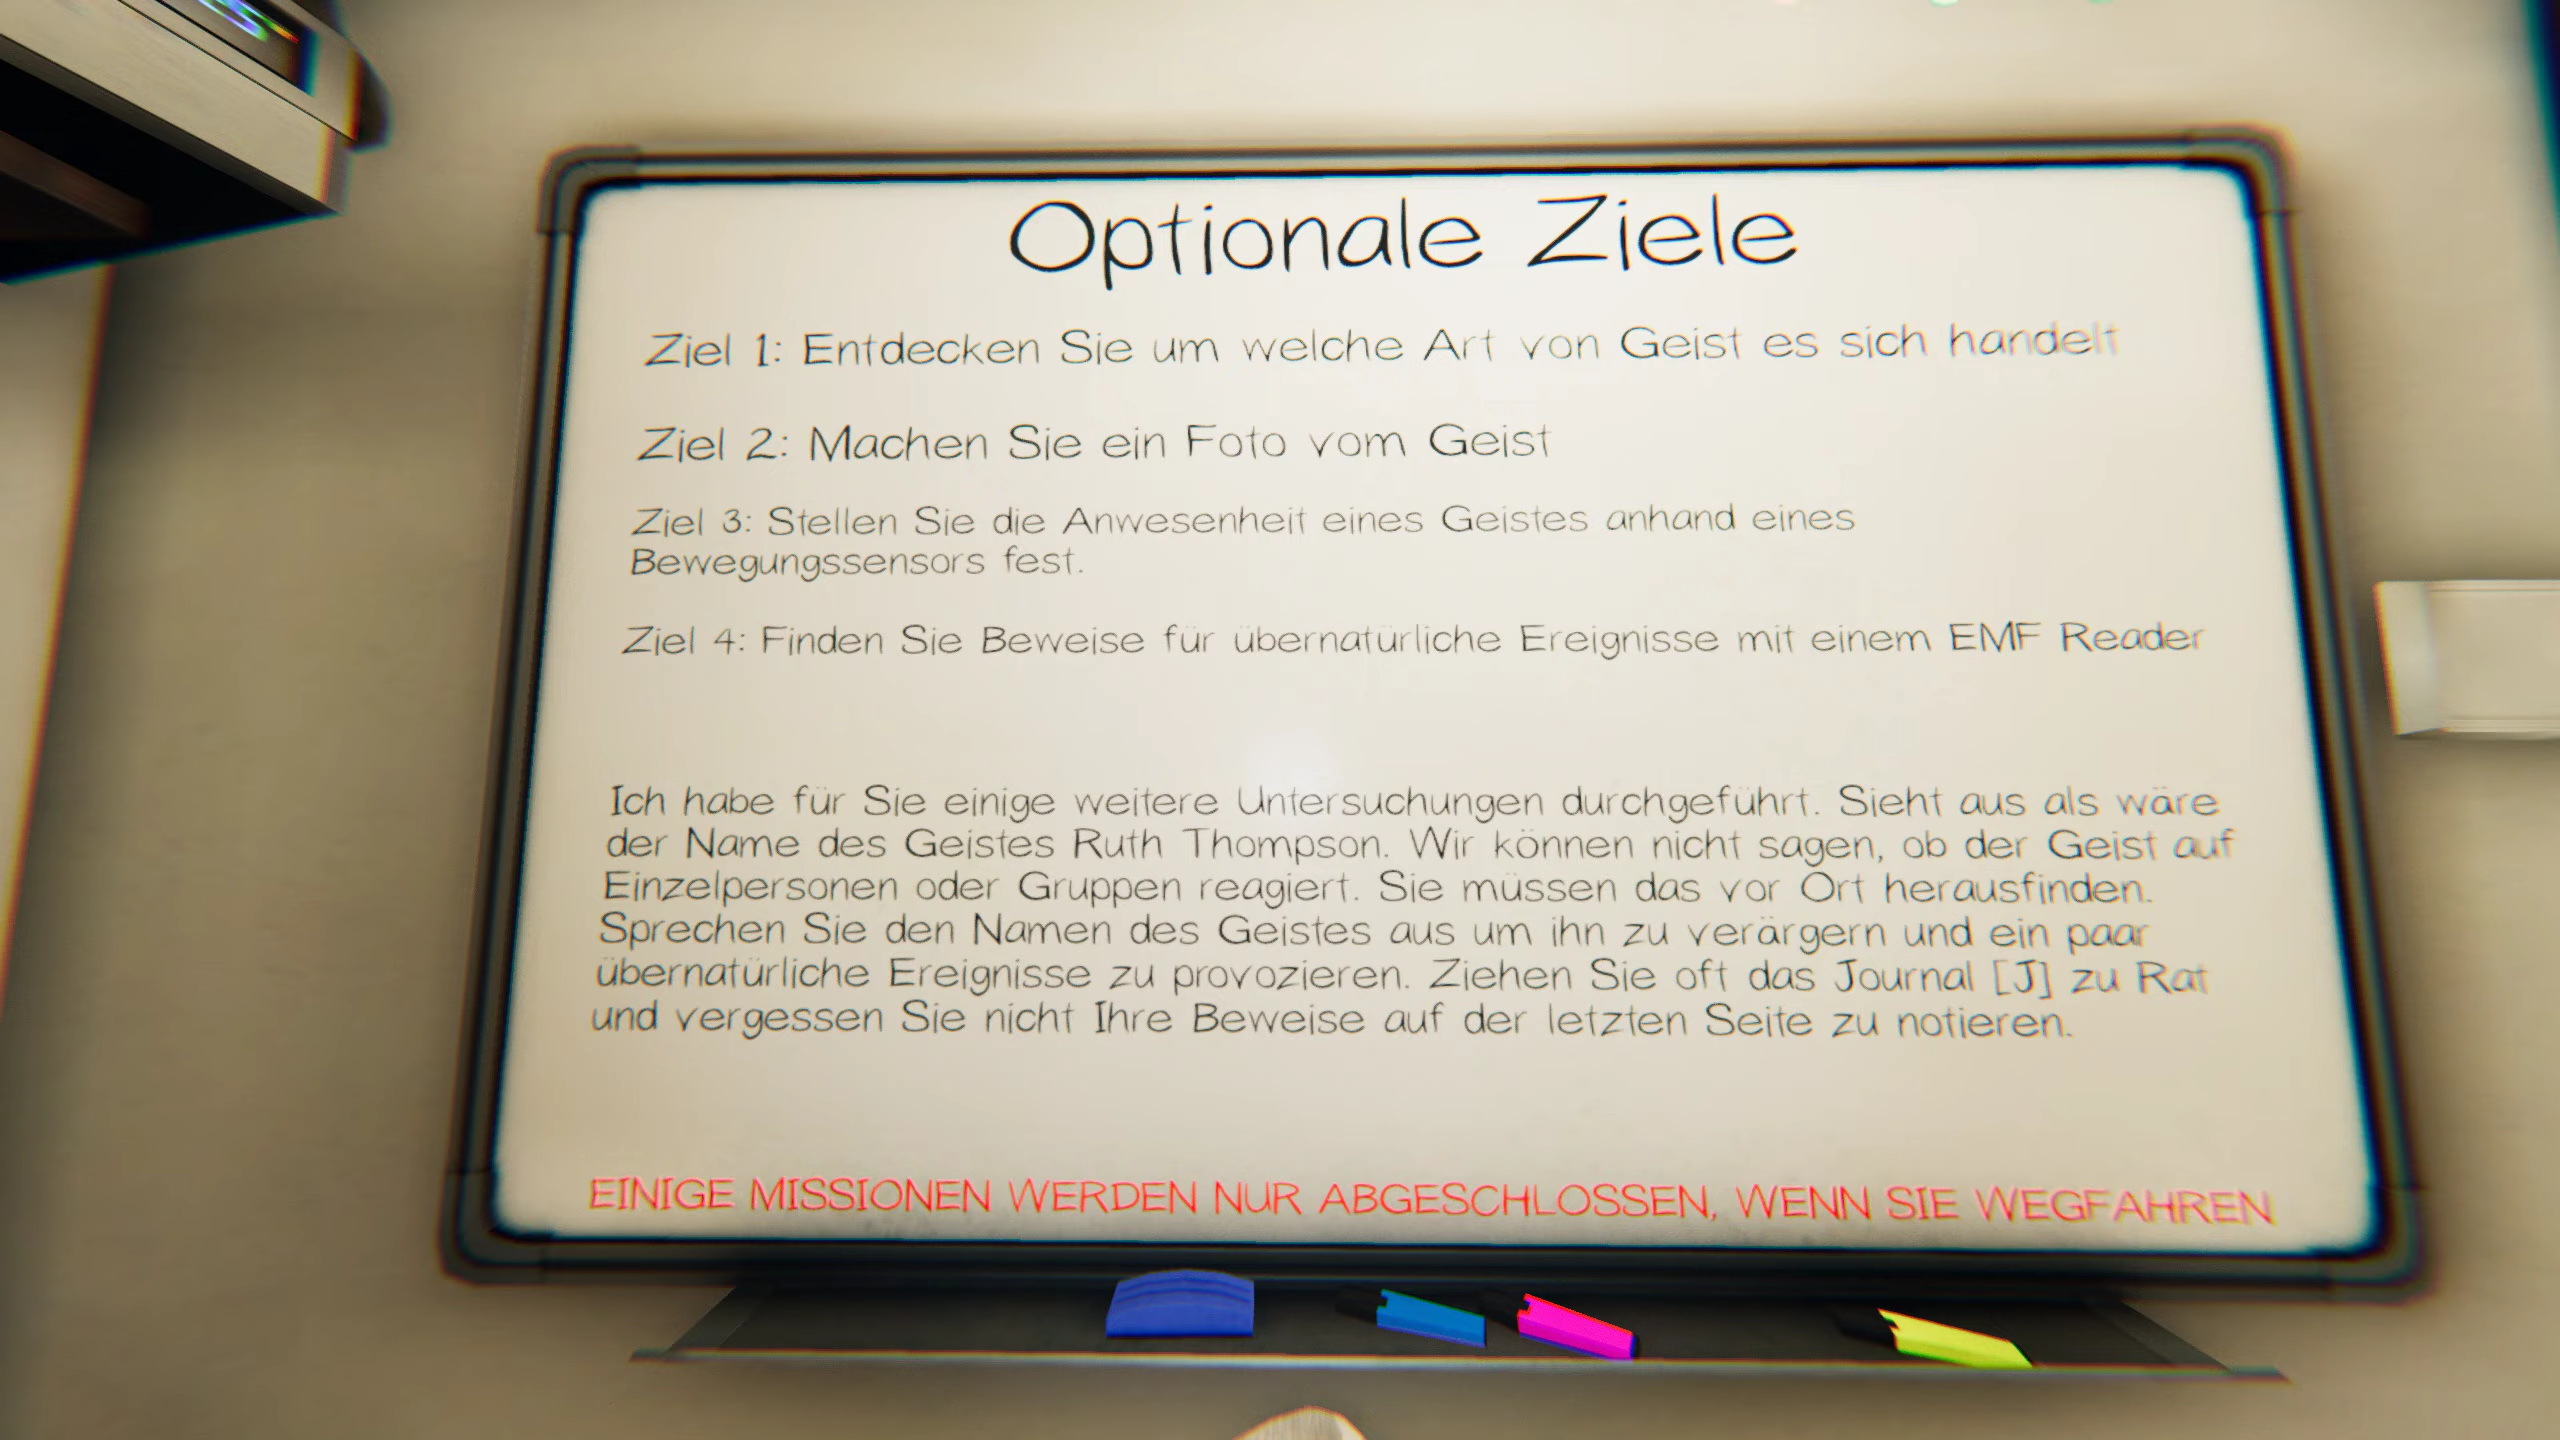 Optionale Ziele
Ziel 1: Entdecken Sie um welche Art von Geist es sich handelt
Ziel 2: Machen Sie ein Foto vom Geist
Ziel 3: Stellen Sie die Anwesenheit eines Geistes anhand eines
Bewegungssensors fest.
Ziel 4: Finden Sie Beweise für übernatürliche Ereignisse mit einem EMF Reader
Ich habe für Sie einige weitere Untersuchungen durchgeführt. Sieht aus als wäre
der Name des Geistes Ruth Thompson. Wir können nicht sagen, ob der Geist auf
Einzelpersonen oder Gruppen reagiert. Sie müssen das vor Ort herausfinden.
Sprechen Sie den Namen des Geistes aus um ihn zu verärgern und ein paar
übernatürliche Ereignisse zu provozieren. Ziehen Sie oft das Journal [J] zu Rat
und vergessen Sie nicht Ihre Beweise auf der letzten Seite zu notieren.
EINIGE MISSIONEN WERDEN NUR ABGESCHLOSSEN, WENN SIE WEGFAHREN